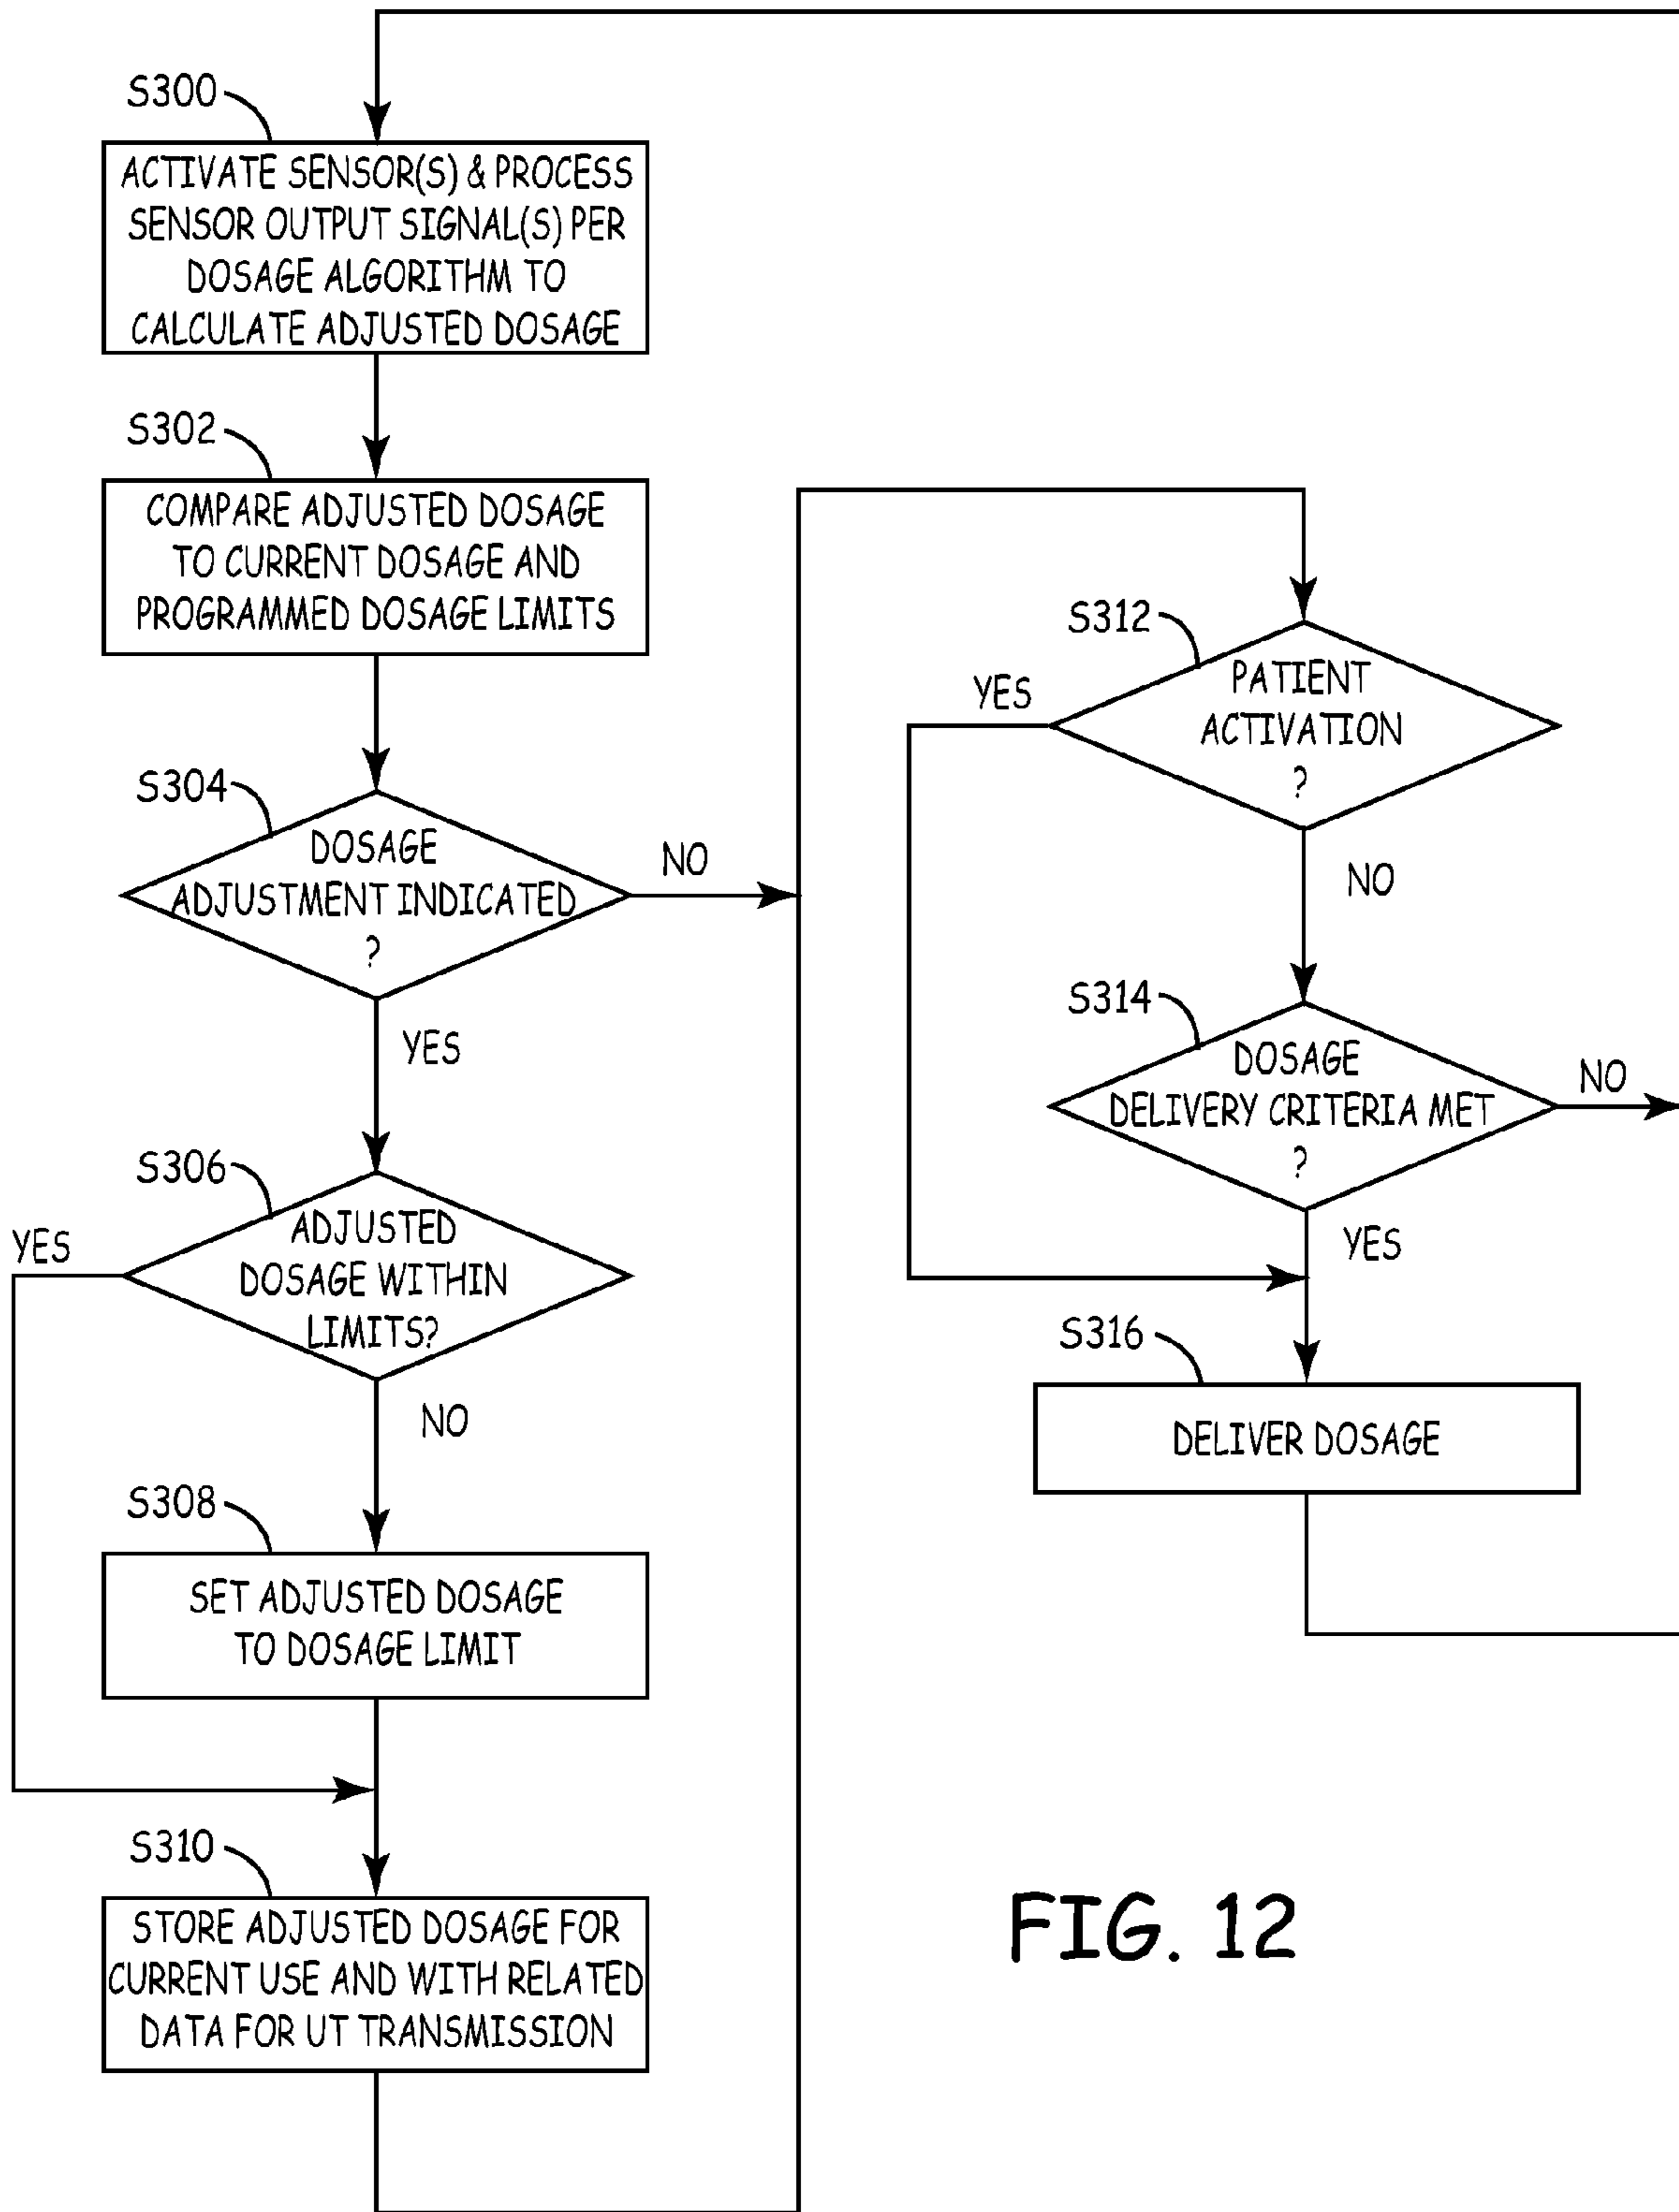 S300
ACTIVATE SENSOR(S) & PROCESS
SENSOR OUTPUT SIGNAL(S) PER
DOSAGE ALGORITHM TO
CALCULATE ADJUSTED DOSAGE
S302
COMPARE ADJUSTED DOSAGE
TO CURRENT DOSAGE AND
PROGRAMMED DOSAGE LIMITS
S304
DOSAGE
ADJUSTMENT INDICATED
?
NO
YES
S306
ADJUSTED
DOSAGE WITHIN
LIMITS?
YES
NO
S308
SET ADJUSTED DOSAGE
TO DOSAGE LIMIT
S310
STORE ADJUSTED DOSAGE FOR
CURRENT USE AND WITH RELATED
DATA FOR UT TRANSMISSION
S312
PATIENT
ACTIVATION
?
YES
NO
S314
DOSAGE
DELIVERY CRITERIA MET
?
NO
YES
S316
DELIVER DOSAGE
FIG. 12